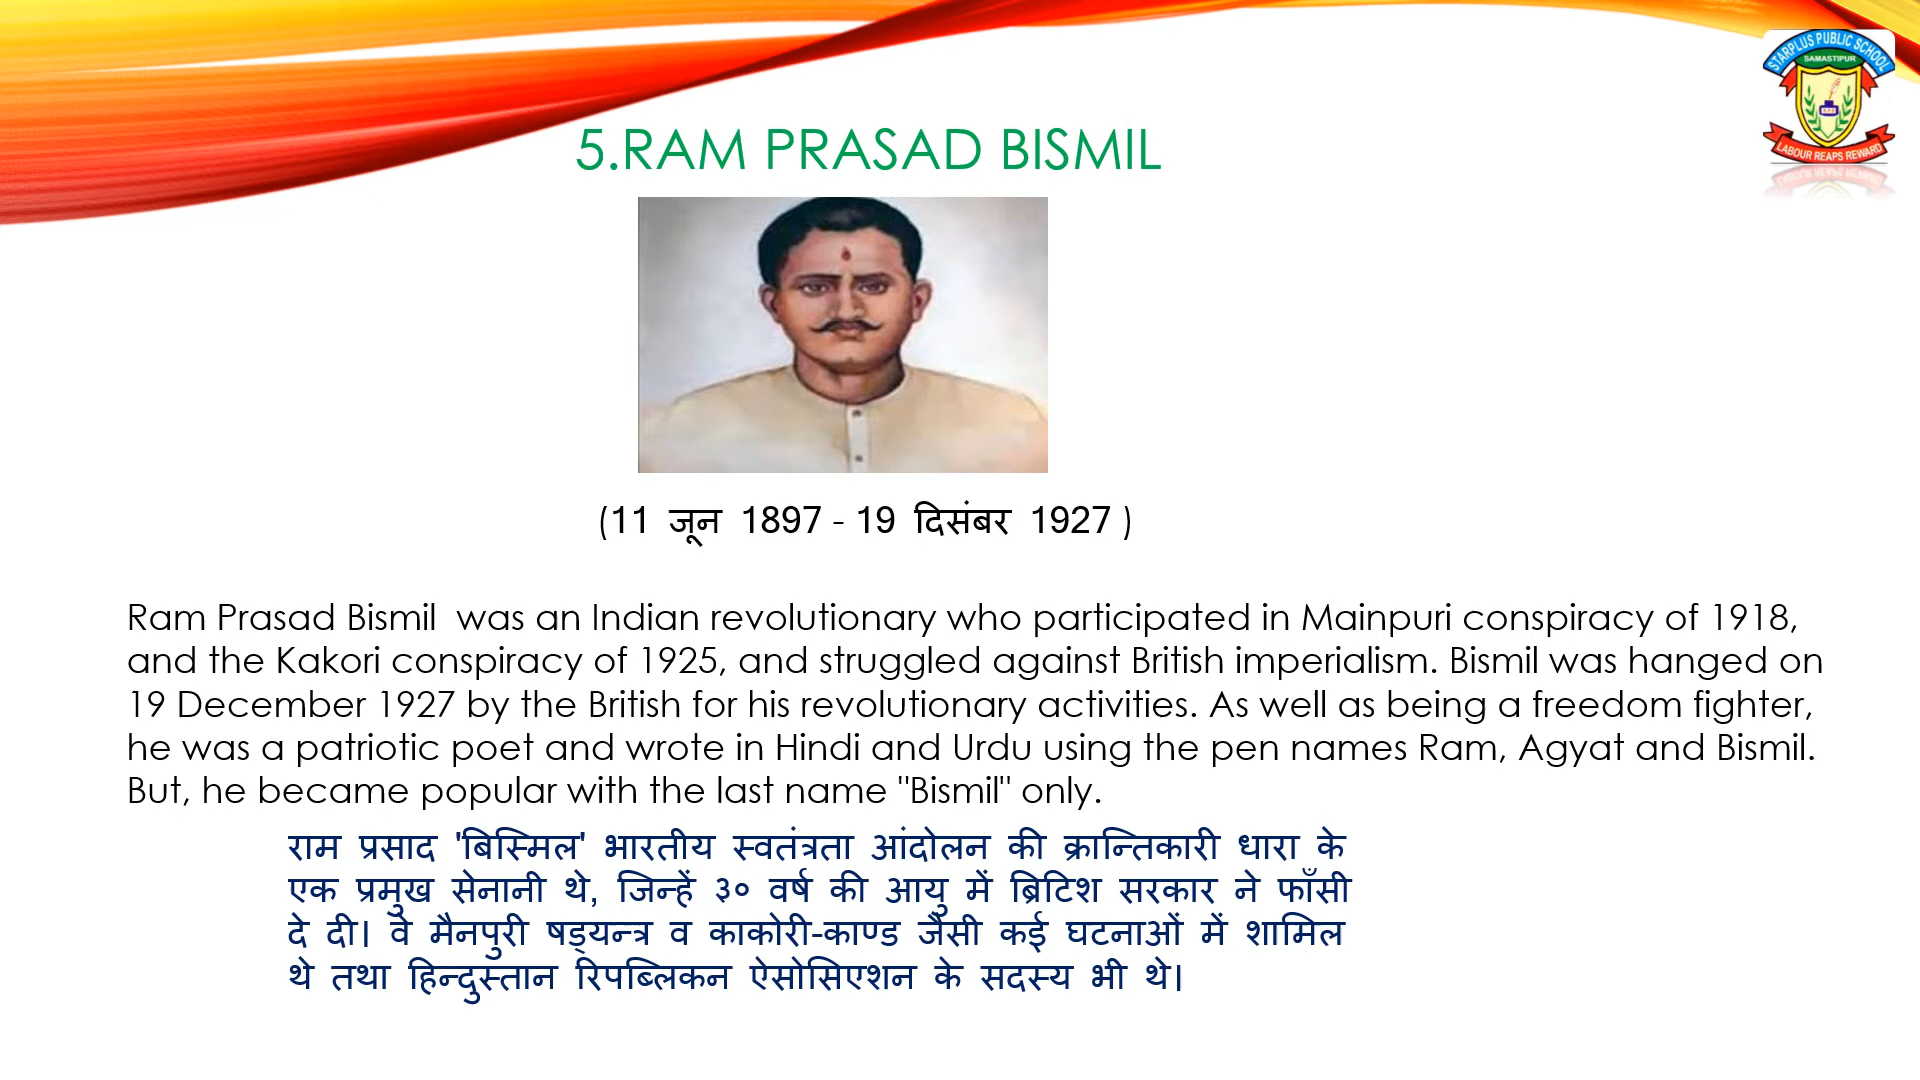 STARPLUS PUBLIC SCHOOL
SAMASTIPUR
LABOUR REAPS REWARD
5.RAM PRASAD BISMIL
(11 जून 1897 - 19 दिसंबर 1927 )
Ram Prasad Bismil  was an Indian revolutionary who participated in Mainpuri conspiracy of 1918,
and the Kakori conspiracy of 1925, and struggled against British imperialism. Bismil was hanged on
19 December 1927 by the British for his revolutionary activities. As well as being a freedom fighter,
he was a patriotic poet and wrote in Hindi and Urdu using the pen names Ram, Agyat and Bismil.
But, he became popular with the last name "Bismil" only.
राम प्रसाद 'बिस्मिल' भारतीय स्वतंत्रता आंदोलन की क्रान्तिकारी धारा के
एक प्रमुख सेनानी थे, जिन्हें ३० वर्ष की आयु में ब्रिटिश सरकार ने फाँसी
दे दी। वे मैनपुरी षड्यन्त्र व काकोरी-काण्ड जैसी कई घटनाओं में शामिल
थे तथा हिन्दुस्तान रिपब्लिकन ऐसोसिएशन के सदस्य भी थे।